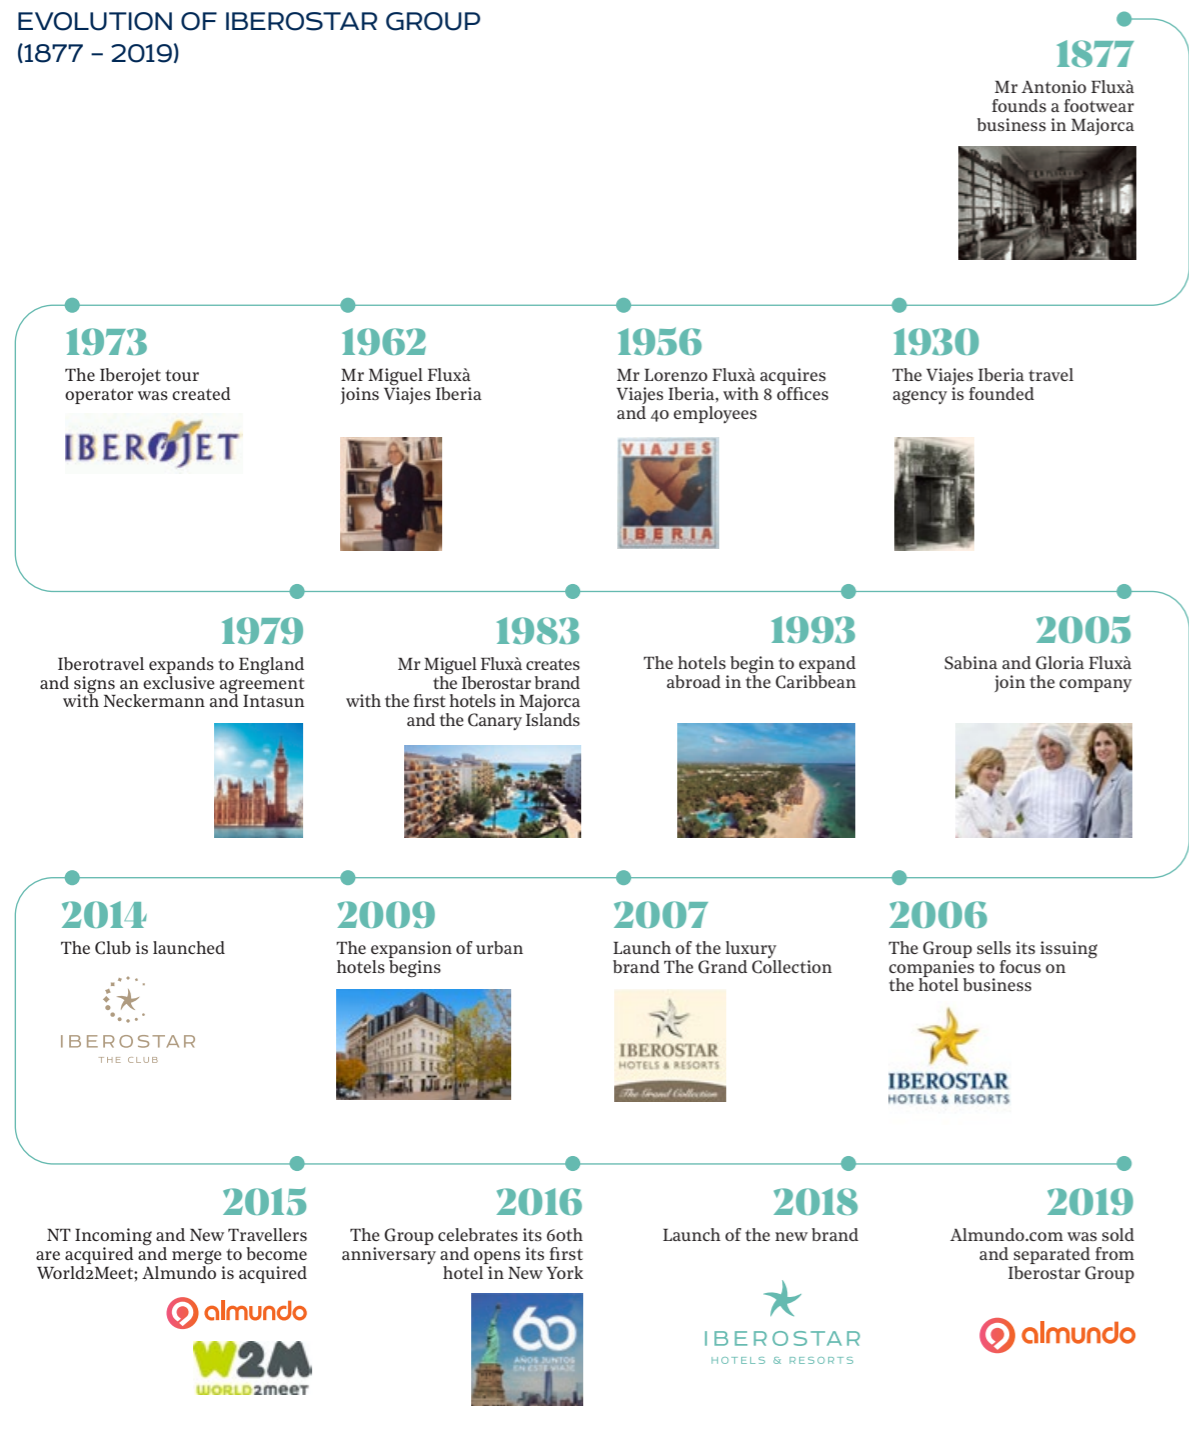 EVOLUTION OF IBEROSTAR GROUP
(1877 – 2019)
1877
Mr Antonio Fluxà
founds a footwear
business in Majorca
1930
The Viajes Iberia travel
agency is founded
1956
Mr Lorenzo Fluxà acquires
Viajes Iberia, with 8 offices
and 40 employees
VIAJES
IBERIA
1962
Mr Miguel Fluxà
joins Viajes Iberia
1973
The Iberojet tour
operator was created
IBEROJET
1979
Iberotravel expands to England
and signs an exclusive agreement
with Neckermann and Intasun
1983
Mr Miguel Fluxà creates
the Iberostar brand
with the first hotels in Majorca
and the Canary Islands
1993
The hotels begin to expand
abroad in the Caribbean
2005
Sabina and Gloria Fluxà
join the company
2006
The Group sells its issuing
companies to focus on
the hotel business
IBEROSTAR
HOTELS & RESORTS
2007
Launch of the luxury
brand The Grand Collection
IBEROSTAR
HOTELS & RESORTS
The Grand Collection
2009
The expansion of urban
hotels begins
2014
The Club is launched
IBEROSTAR
THE CLUB
2015
NT Incoming and New Travellers
are acquired and merge to become
World2Meet; Almundo is acquired
almundo
W2M
WORLD2MEET
2016
The Group celebrates its 60th
anniversary and opens its first
hotel in New York
60
AÑOS JUNTOS
EN ESTE VIAJE
2018
Launch of the new brand
IBEROSTAR
HOTELS & RESORTS
2019
Almundo.com was sold
and separated from
Iberostar Group
almundo